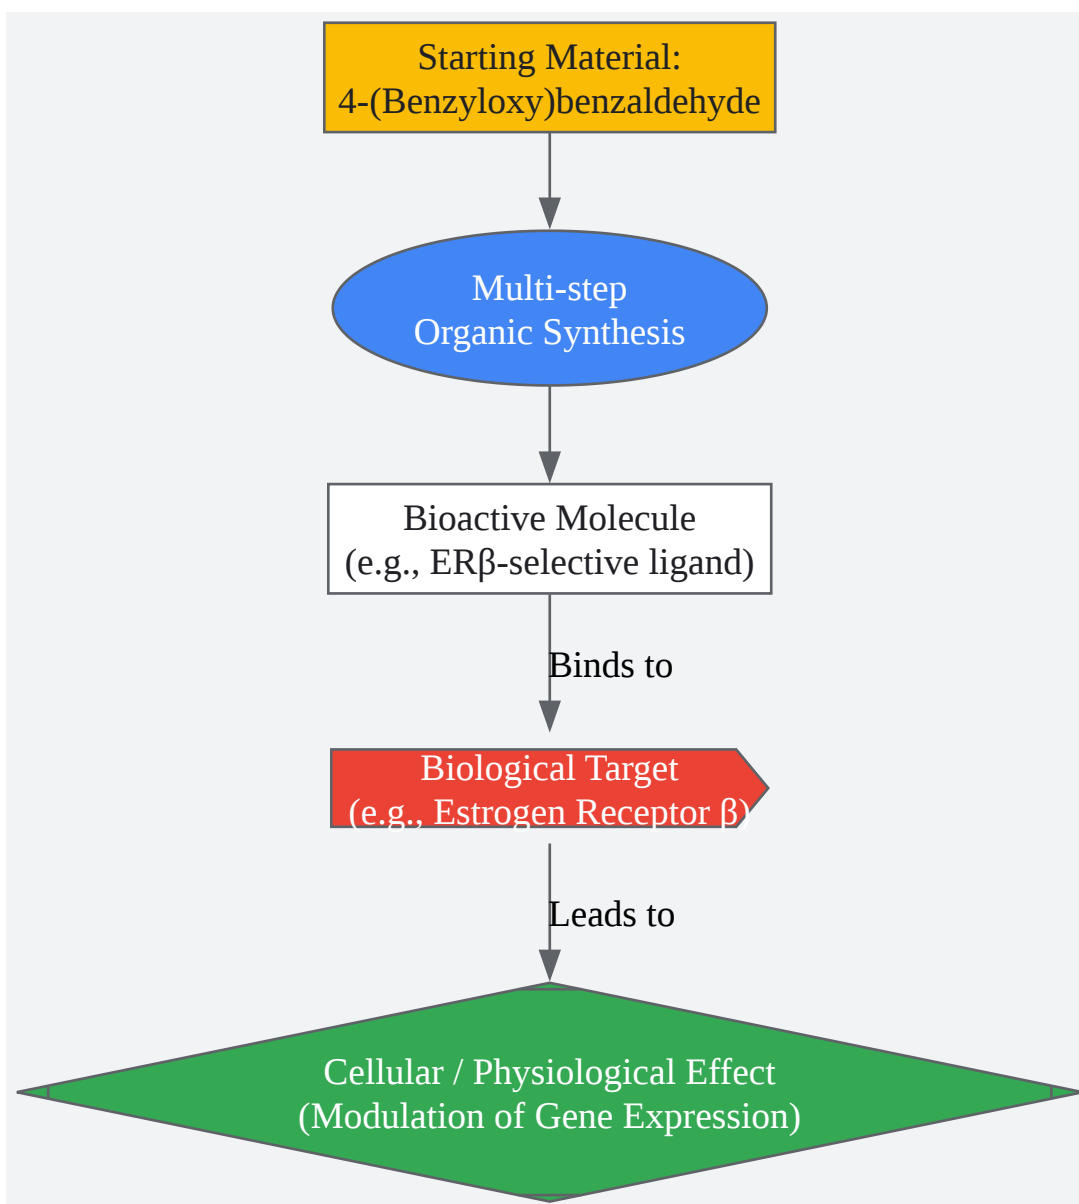 Starting Material:
4-(Benzyloxy)benzaldehyde
Multi-step
Organic Synthesis
Bioactive Molecule
(e.g., ERβ-selective ligand)
Binds to
Biological Target
(e.g., Estrogen Receptor β)
Leads to
Cellular / Physiological Effect
(Modulation of Gene Expression)